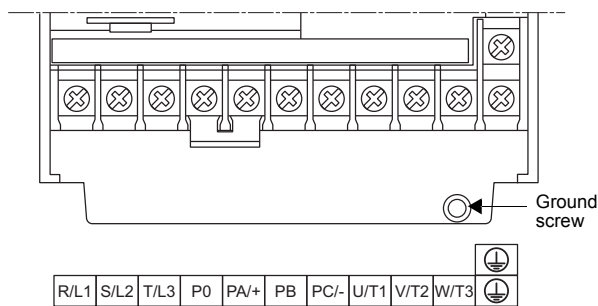 Ground
screw
R/L1 S/L2 T/L3 P0 PA/+ PB PC/- U/T1 V/T2 W/T3